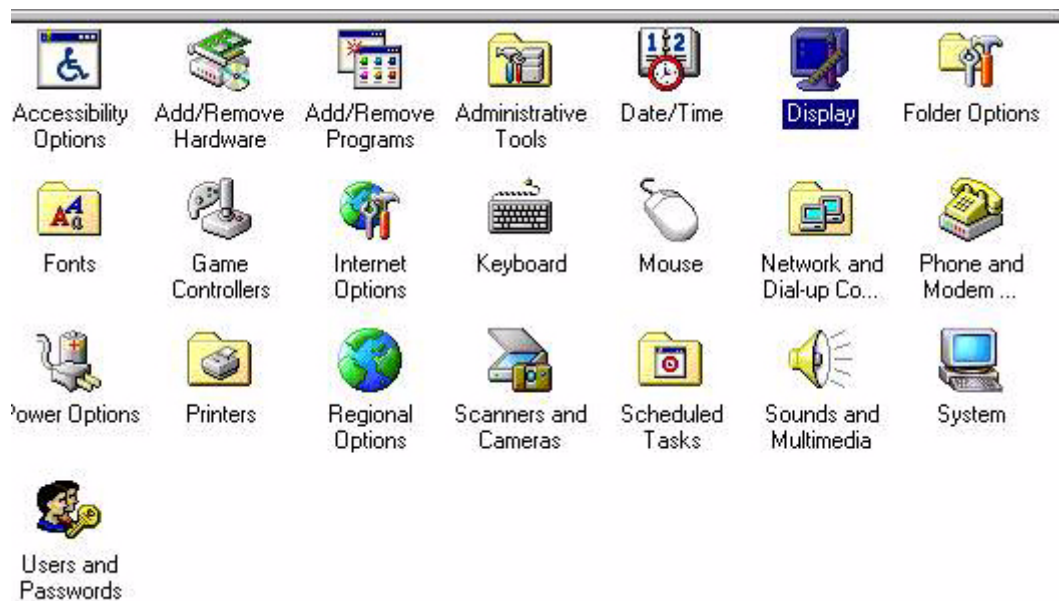 Accessibility Options
Add/Remove Hardware
Add/Remove Programs
Administrative Tools
Date/Time
Display
Folder Options
Fonts
Game Controllers
Internet Options
Keyboard
Mouse
Network and Dial-up Co...
Phone and Modem ...
Power Options
Printers
Regional Options
Scanners and Cameras
Scheduled Tasks
Sounds and Multimedia
System
Users and Passwords